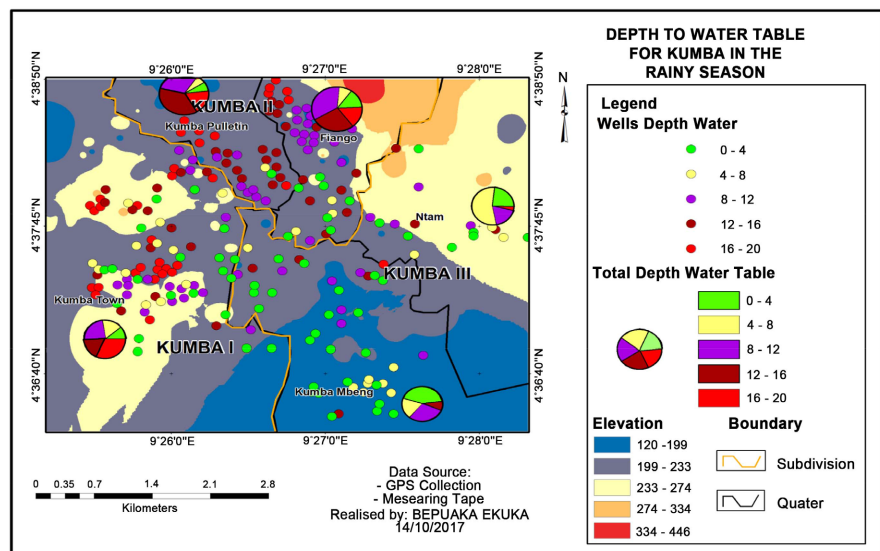 DEPTH TO WATER TABLE
FOR KUMBA IN THE
RAINY SEASON
9°26'0"E
9°27'0"E
9°28'0"E
4°38'50"N
4°38'50"N
N
KUMBA II
Kumba Pulletin
Fiango
4°37'45"N
4°37'45"N
Ntam
KUMBA III
Kumba Town
KUMBA I
4°36'40"N
4°36'40"N
Kumba Mbeng
9°26'0"E
9°27'0"E
9°28'0"E
0 0.35 0.7 1.4 2.1 2.8
Kilometers
Data Source:
- GPS Collection
- Mesearing Tape
Realised by: BEPUAKA EKUKA
14/10/2017
Legend
Wells Depth Water
0 - 4
4 - 8
8 - 12
12 - 16
16 - 20
Total Depth Water Table
0 - 4
4 - 8
8 - 12
12 - 16
16 - 20
Elevation
120 -199
199 - 233
233 - 274
274 - 334
334 - 446
Boundary
Subdivision
Quater